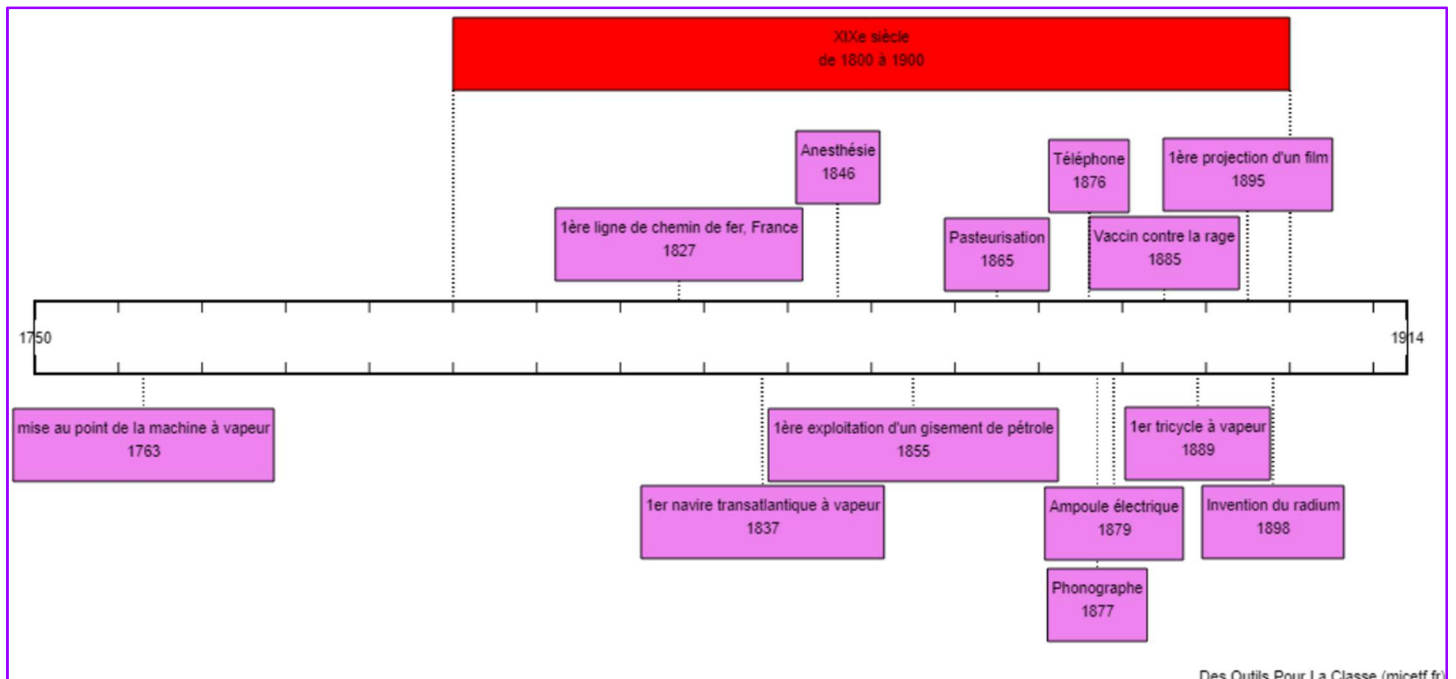 XIXe siècle
de 1800 à 1900
Anesthésie
1846
Téléphone
1876
1ère projection d'un film
1895
1ère ligne de chemin de fer, France
1827
Pasteurisation
1865
Vaccin contre la rage
1885
1750
1914
mise au point de la machine à vapeur
1763
1ère exploitation d'un gisement de pétrole
1855
1er tricycle à vapeur
1889
1er navire transatlantique à vapeur
1837
Ampoule électrique
1879
Invention du radium
1898
Phonographe
1877
Des Outils Pour La Classe (micetf.fr)